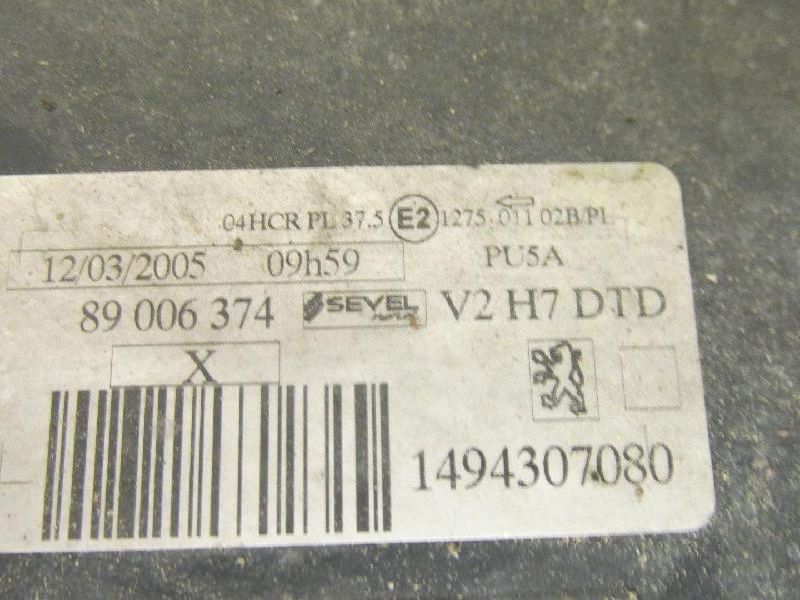 04HCR PL 37.5 E2 1275 011 02B/PL
12/03/2005 09h59 PU5A
89 006 374 SEVEL V2 H7 DTD
X
1494307080